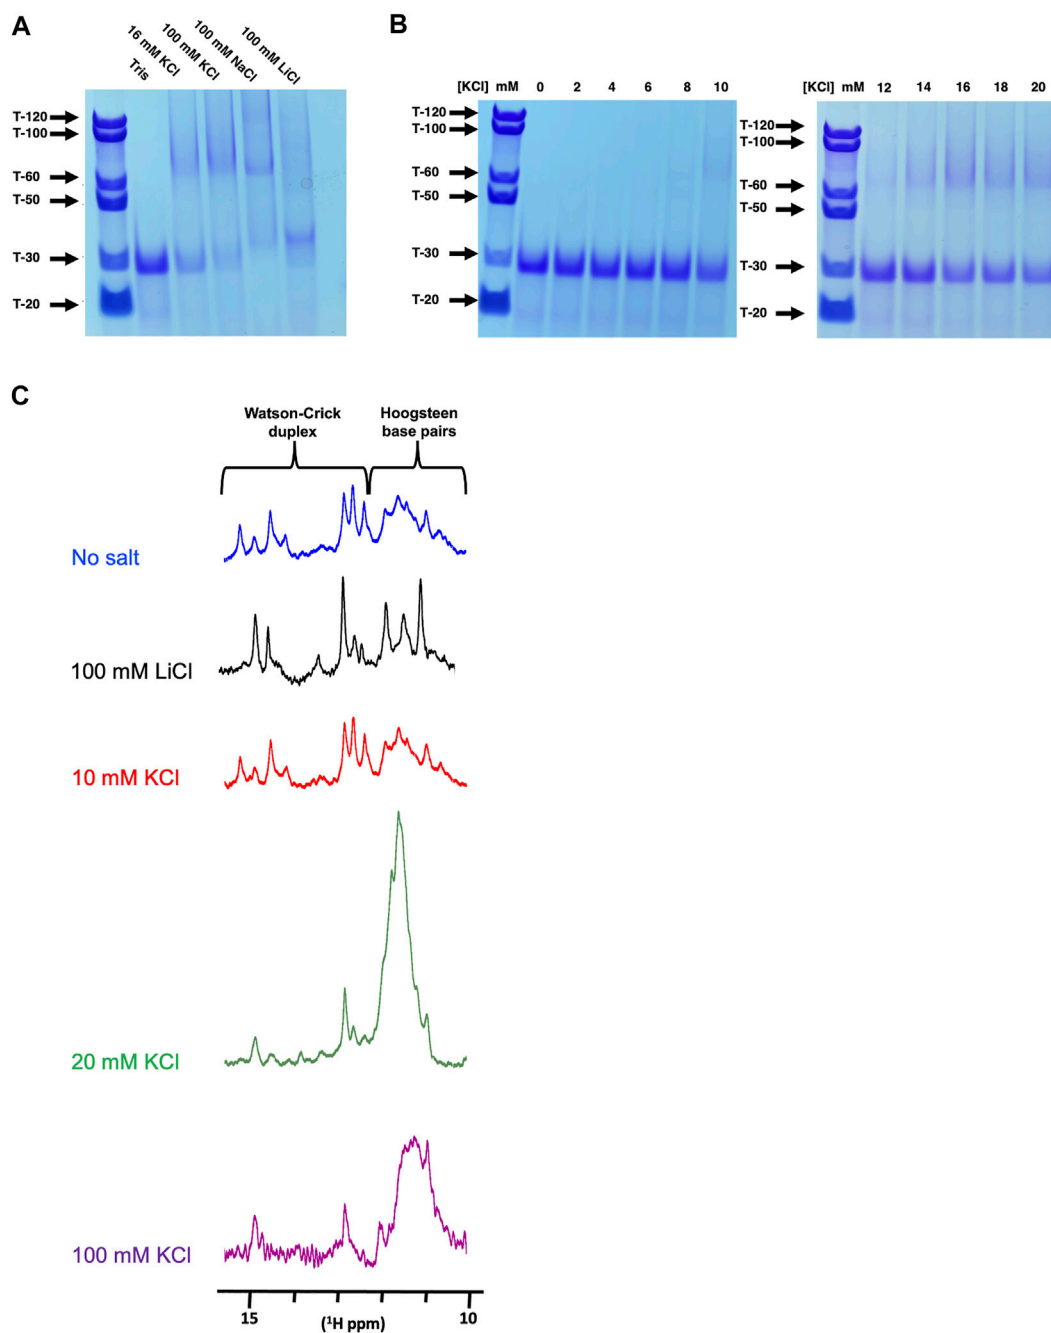 A
Tris
16 mM KCl
100 mM KCl
100 mM NaCl
100 mM LiCl
T-120
T-100
T-60
T-50
T-30
T-20
B
[KCl] mM 0 2 4 6 8 10
T-120
T-100
T-60
T-50
T-30
T-20
[KCl] mM 12 14 16 18 20
T-120
T-100
T-60
T-50
T-30
T-20
C
Watson-Crick
duplex
Hoogsteen
base pairs
No salt
100 mM LiCl
10 mM KCl
20 mM KCl
100 mM KCl
15 10
(¹H ppm)